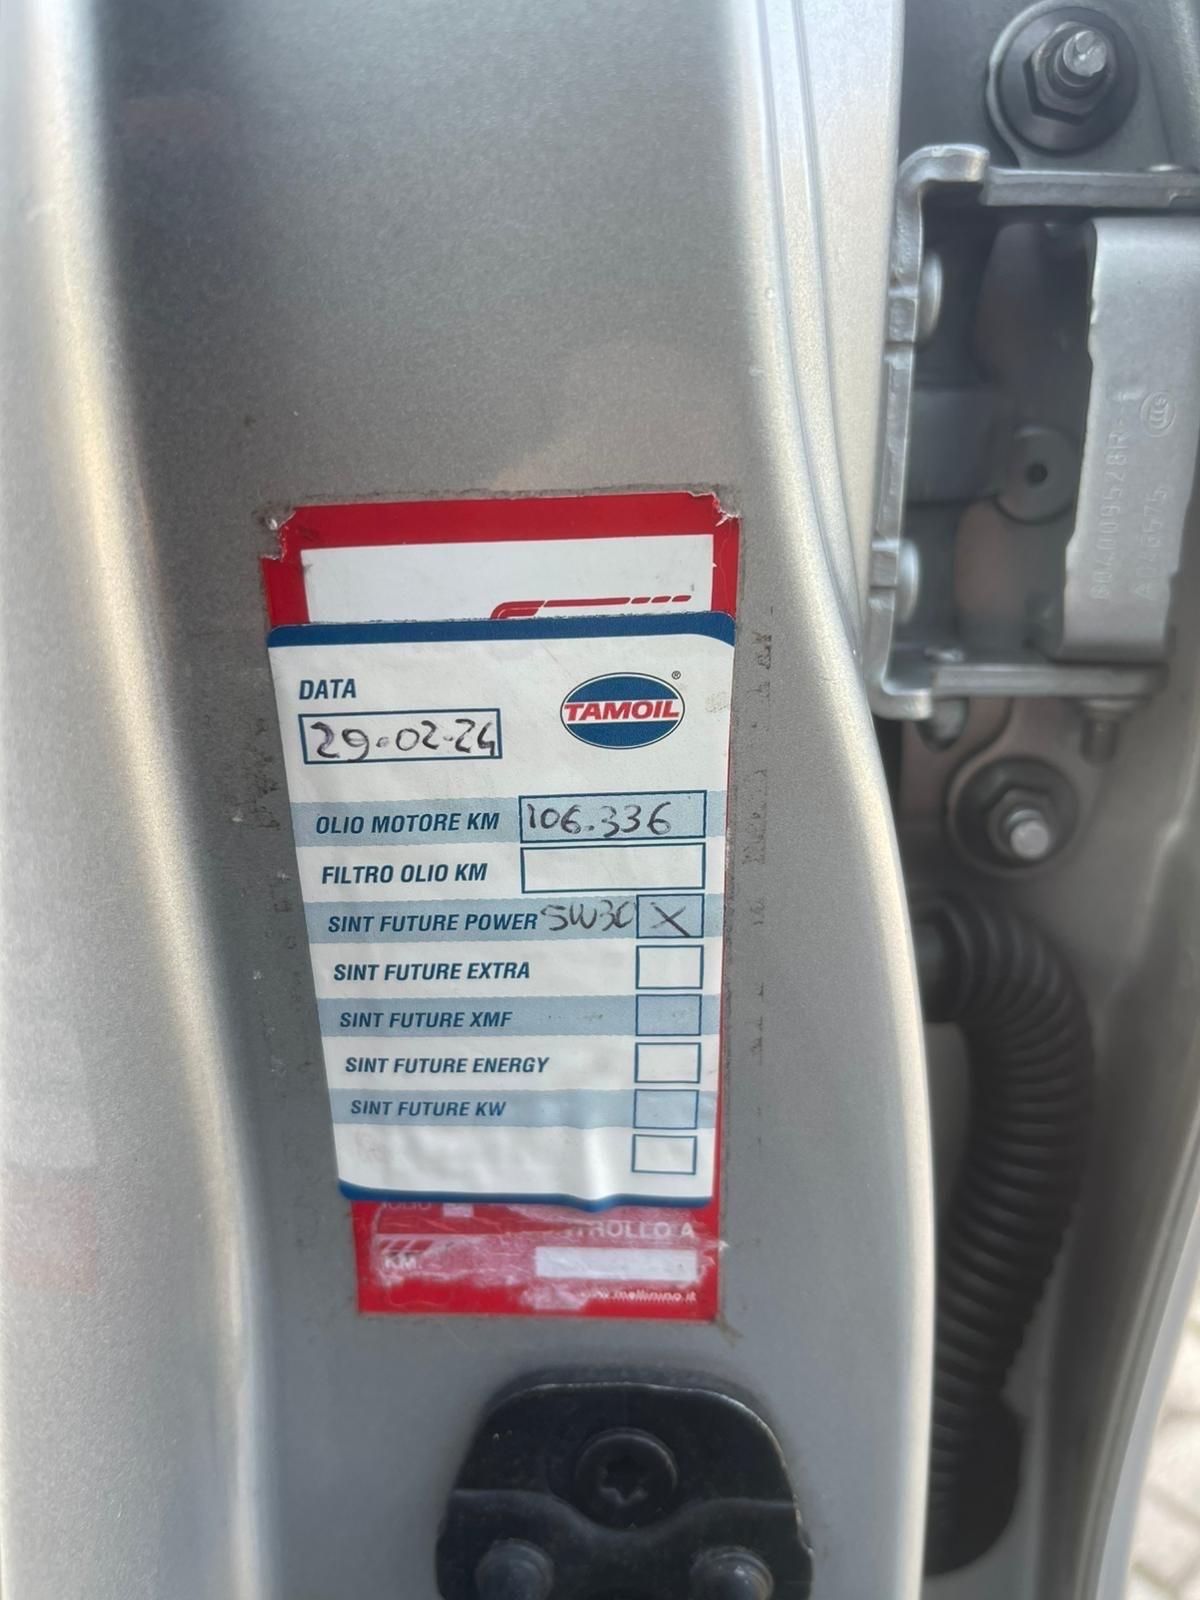 DATA
TAMOIL®
29.02.24
OLIO MOTORE KM 106.336
FILTRO OLIO KM
SINT FUTURE POWER 5W30 X
SINT FUTURE EXTRA
SINT FUTURE XMF
SINT FUTURE ENERGY
SINT FUTURE KW
TROLLO A
KM